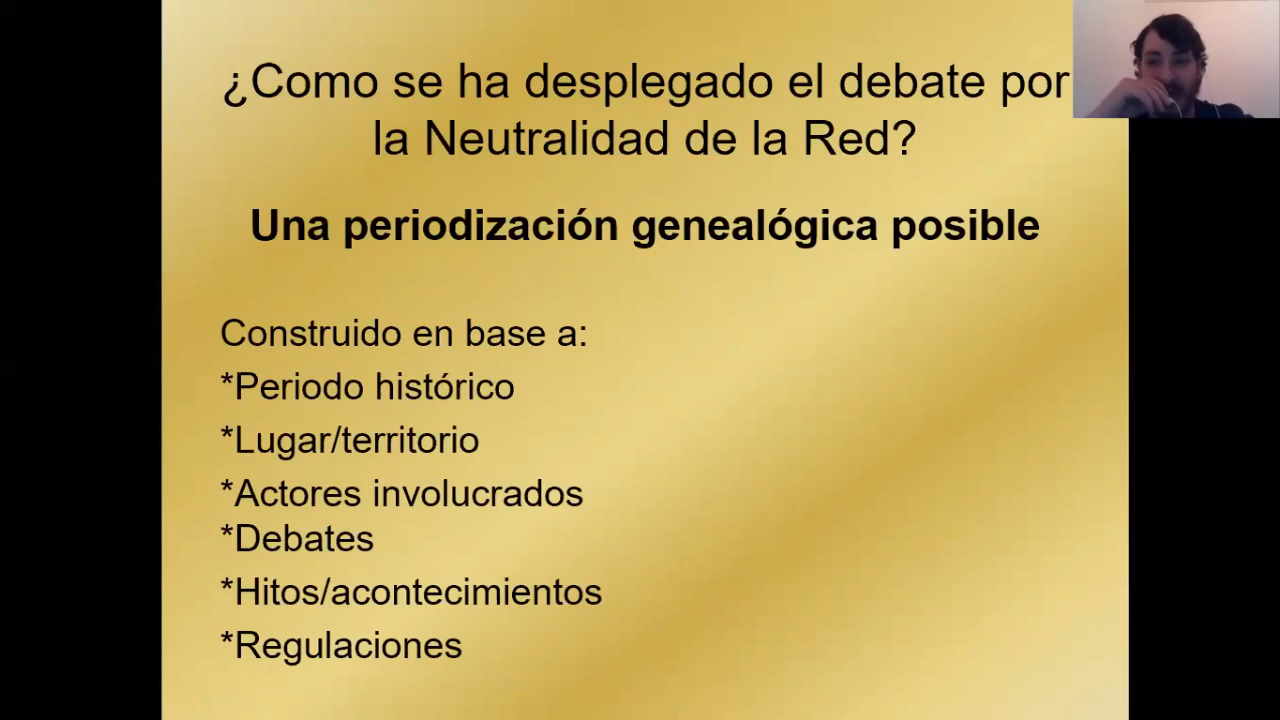 ¿Como se ha desplegado el debate por
la Neutralidad de la Red?
Una periodización genealógica posible
Construido en base a:
*Periodo histórico
*Lugar/territorio
*Actores involucrados
*Debates
*Hitos/acontecimientos
*Regulaciones